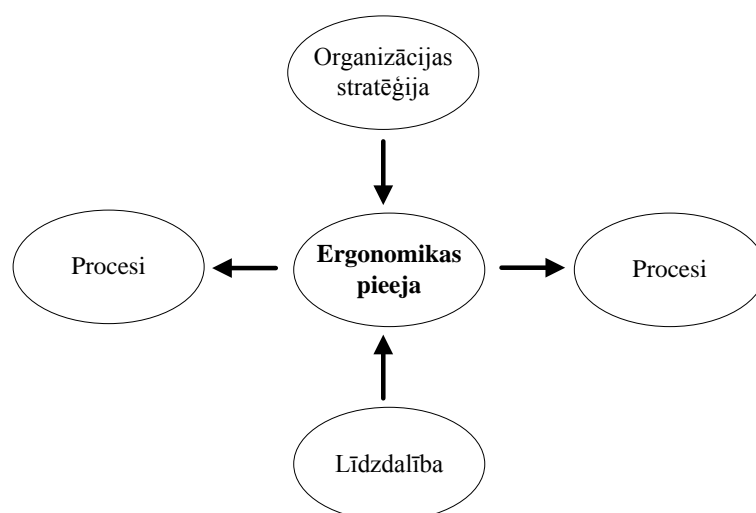 Organizācijas
stratēģija
Procesi
Ergonomikas
pieeja
Procesi
Līdzdalība